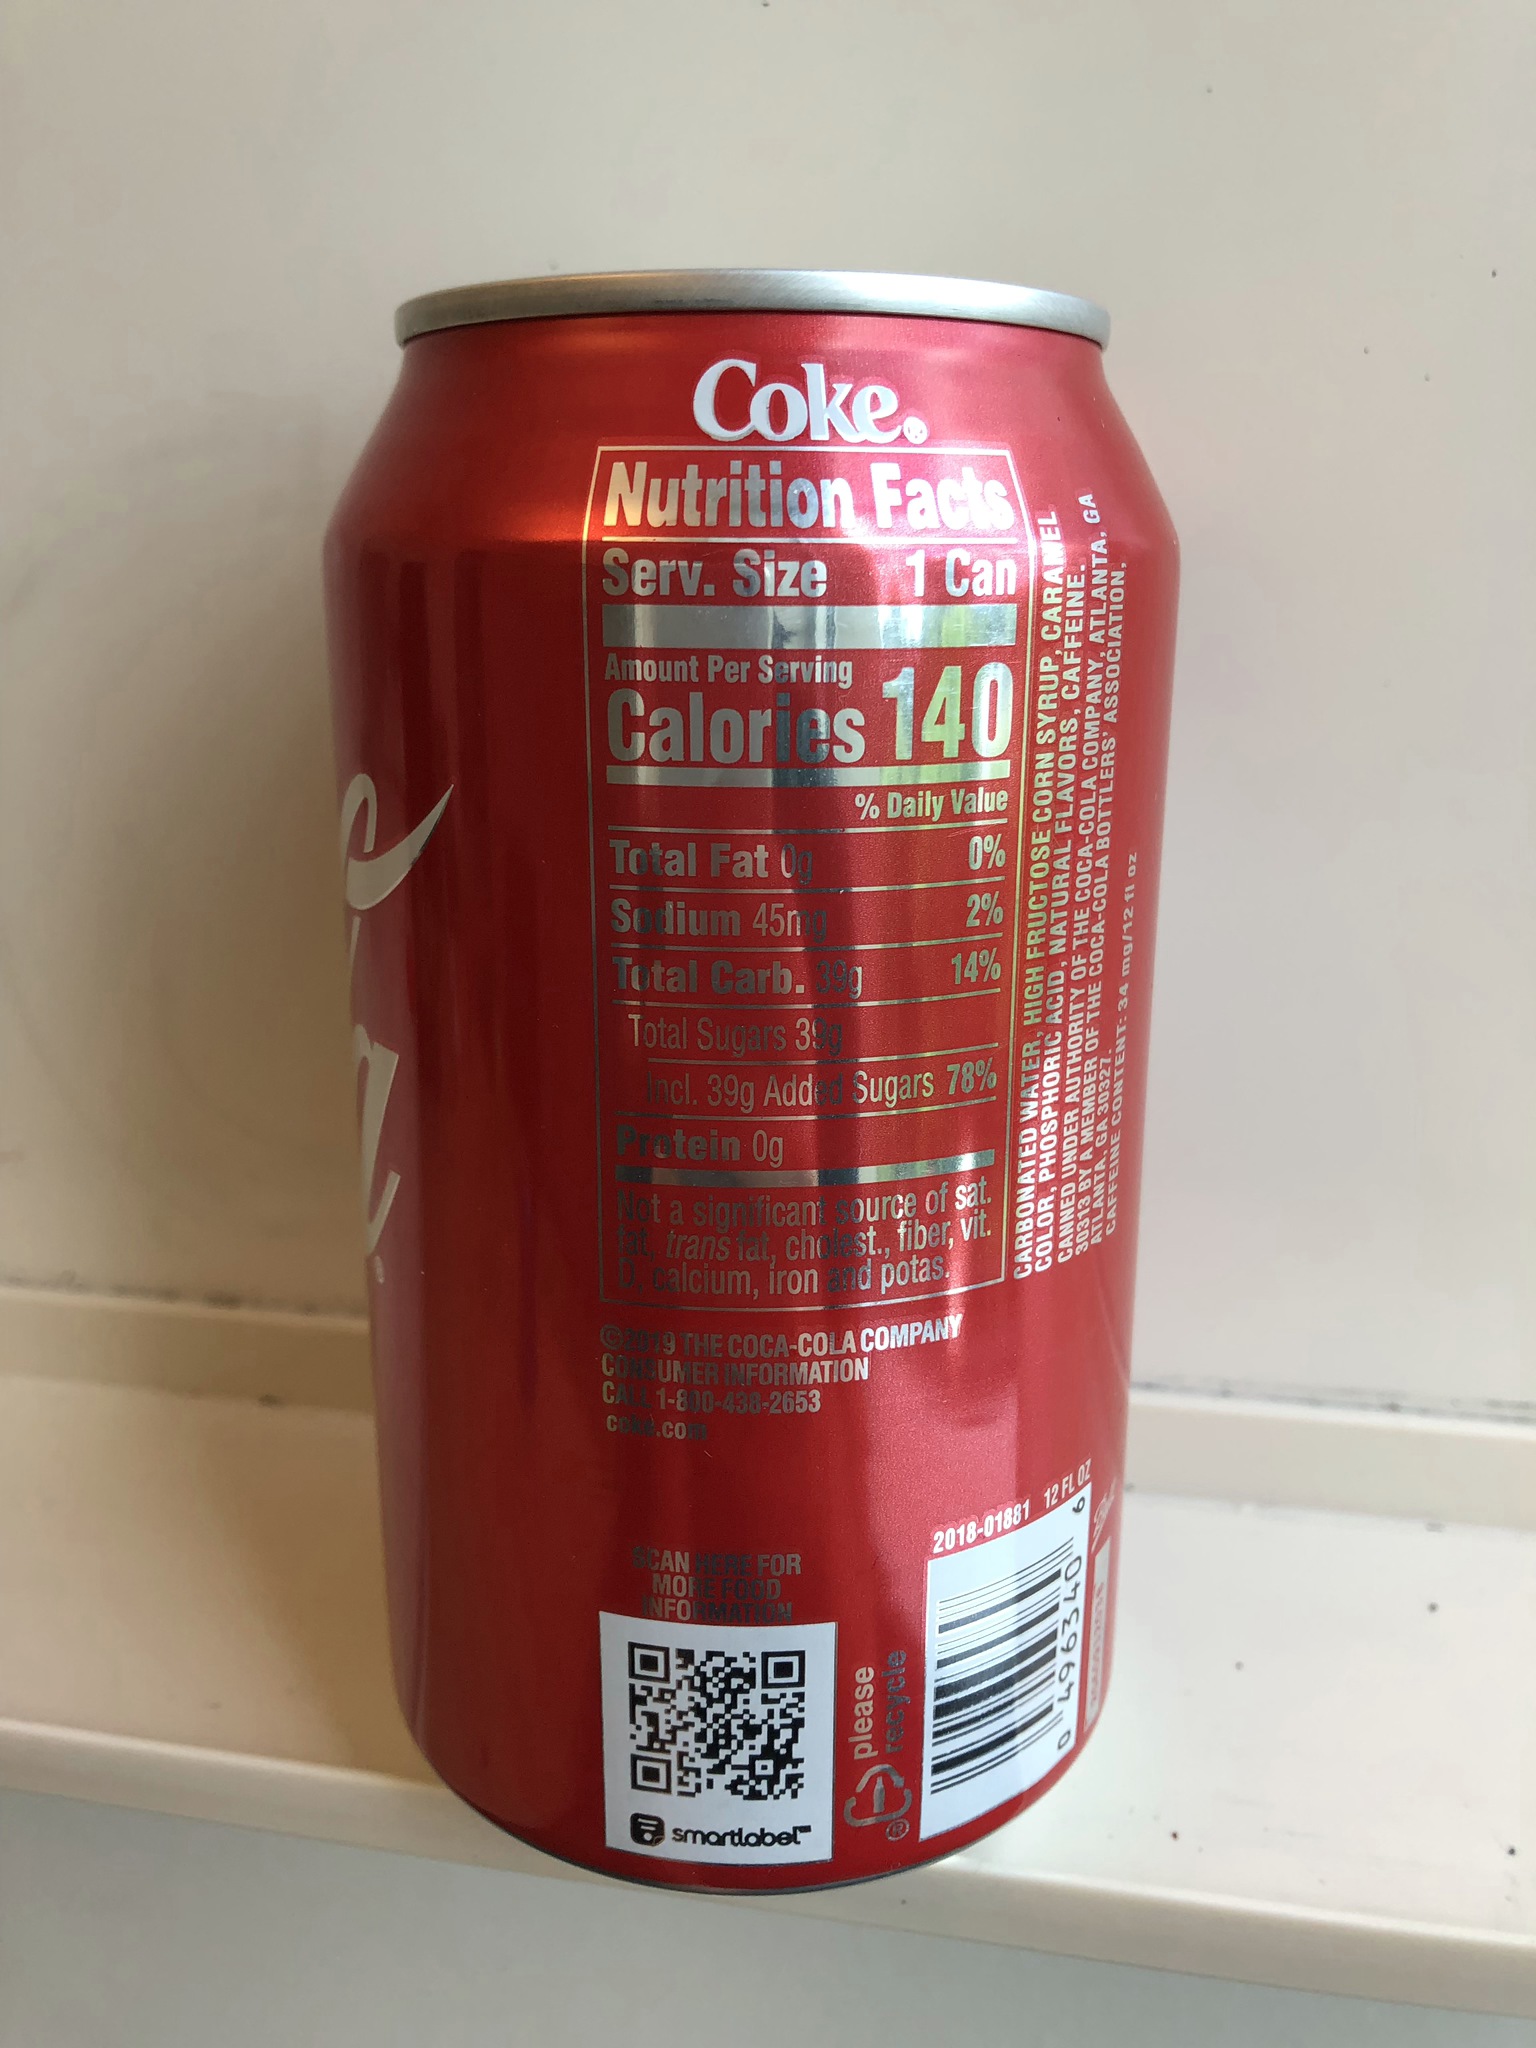 Coke®
Nutrition Facts
Serv. Size 1 Can
Amount Per Serving
Calories 140
% Daily Value
Total Fat 0g 0%
Sodium 45mg 2%
Total Carb. 39g 14%
Total Sugars 39g
Incl. 39g Added Sugars 78%
Protein 0g
Not a significant source of sat.
fat, trans fat, cholest., fiber, vit.
D, calcium, iron and potas.
CARBONATED WATER, HIGH FRUCTOSE CORN SYRUP, CARAMEL
COLOR, PHOSPHORIC ACID, NATURAL FLAVORS, CAFFEINE.
CANNED UNDER AUTHORITY OF THE COCA-COLA COMPANY, ATLANTA, GA
30313 BY A MEMBER OF THE COCA-COLA BOTTLERS' ASSOCIATION,
ATLANTA, GA 30327.
CAFFEINE CONTENT: 34 mg/12 fl oz
©2019 THE COCA-COLA COMPANY
CONSUMER INFORMATION
CALL 1-800-438-2653
coke.com
SCAN HERE FOR
MORE FOOD
INFORMATION
smartlabel™
please
recycle
®
2018-01881 12 FL OZ
0 496340 6